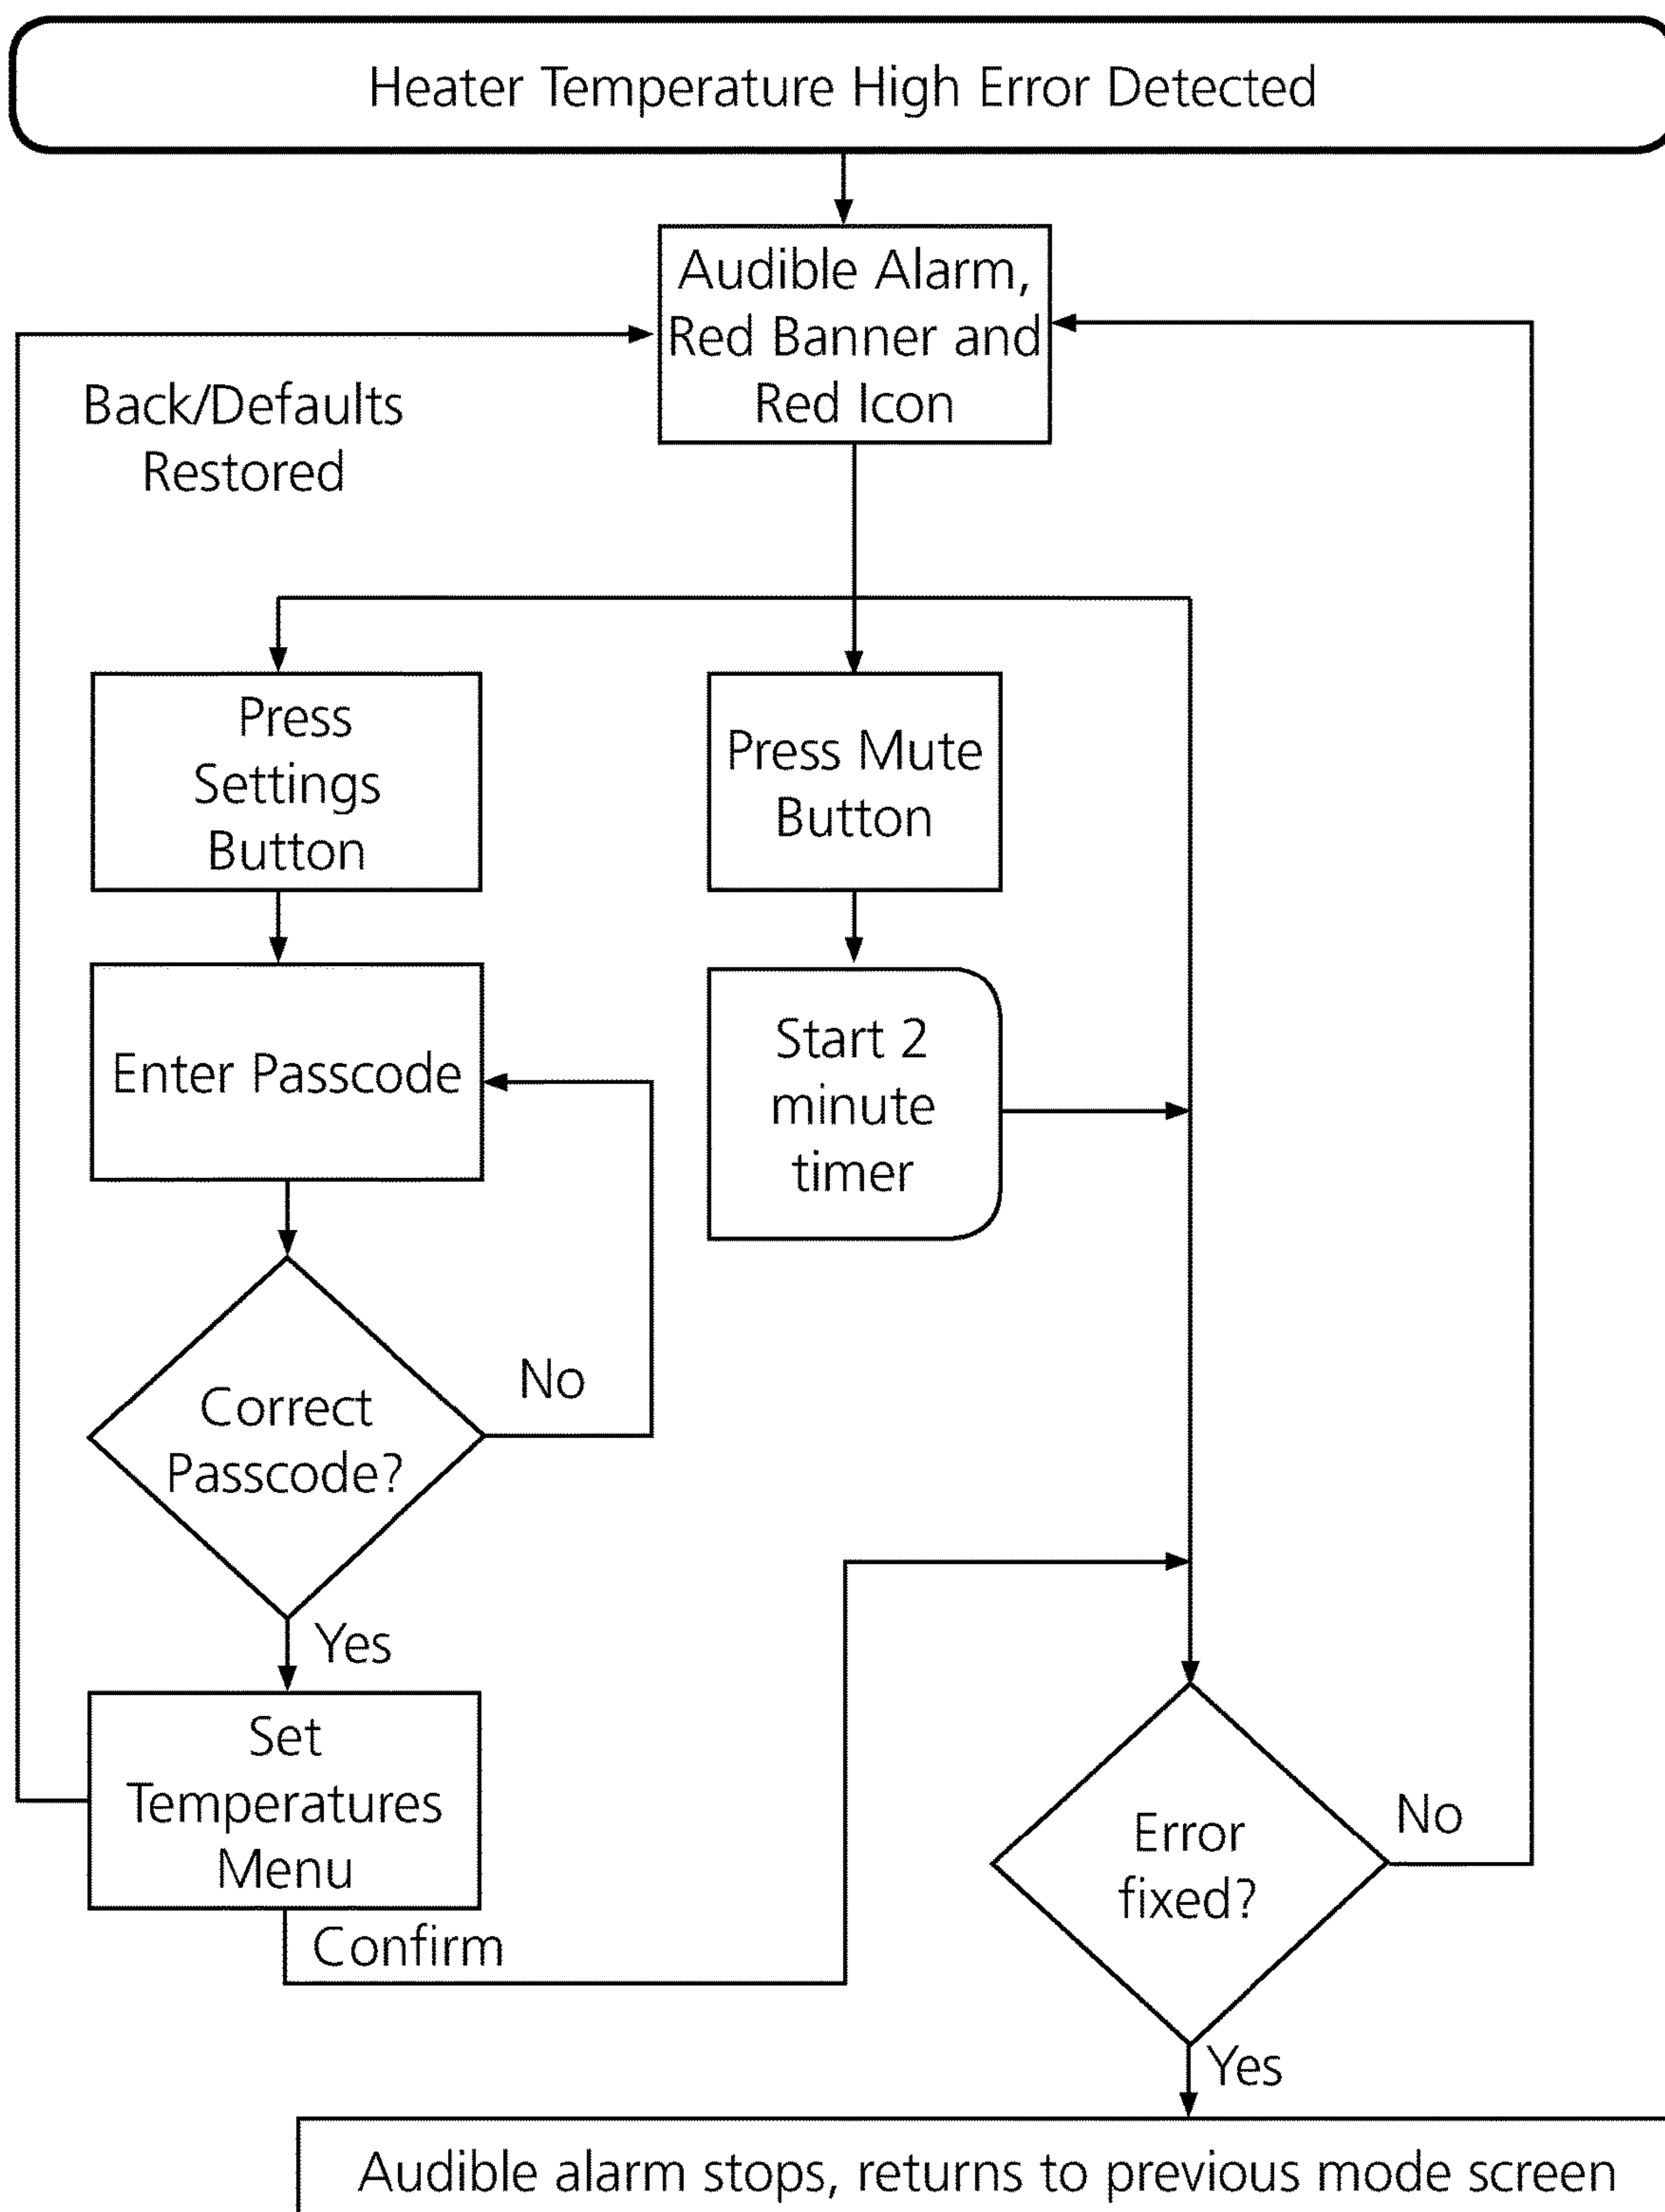 Heater Temperature High Error Detected
Audible Alarm,
Red Banner and
Red Icon
Back/Defaults
Restored
Press
Settings
Button
Press Mute
Button
Enter Passcode
Start 2
minute
timer
Correct
Passcode?
No
Yes
Set
Temperatures
Menu
Confirm
Error
fixed?
No
Yes
Audible alarm stops, returns to previous mode screen